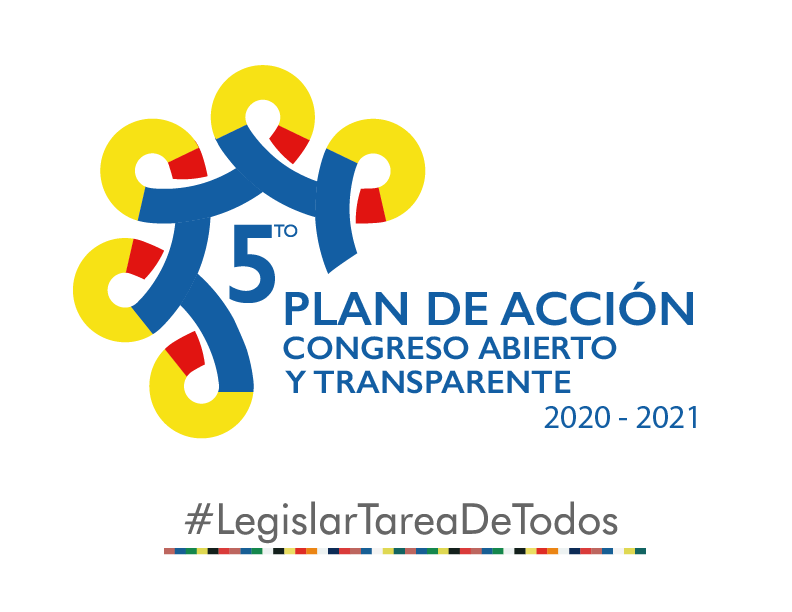 5TO
PLAN DE ACCIÓN
CONGRESO ABIERTO
Y TRANSPARENTE
2020 - 2021
#LegislarTareaDeTodos